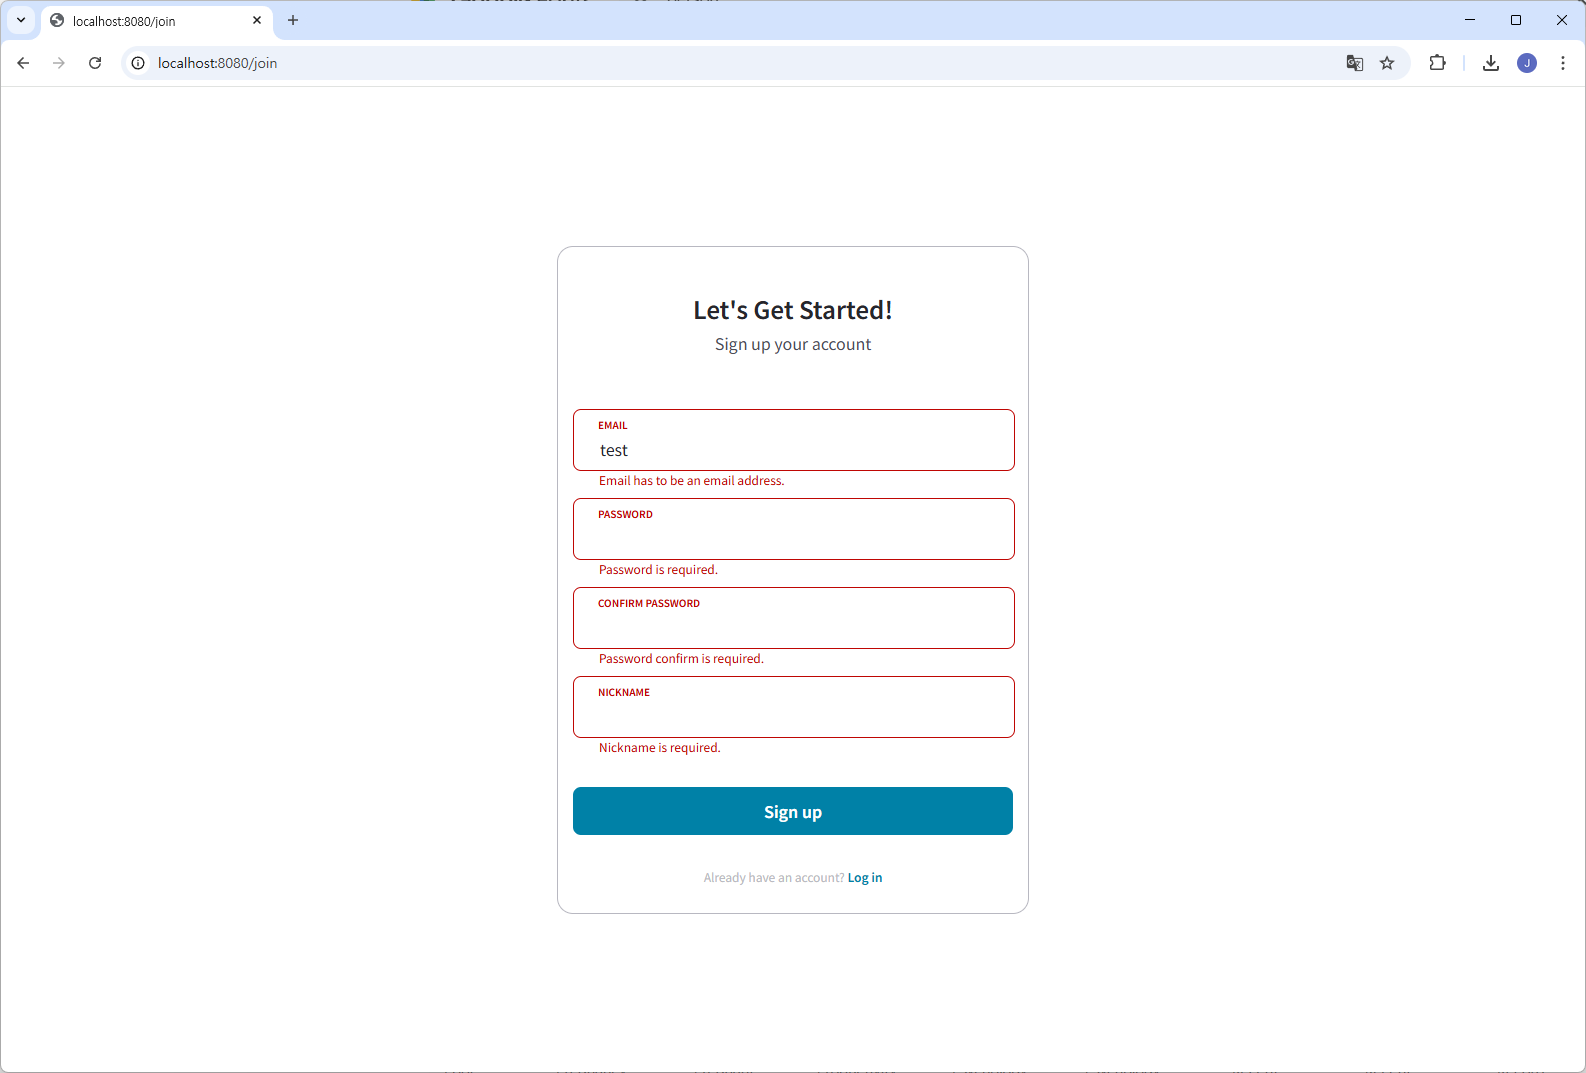 localhost:8080/join
localhost:8080/join
J
Let's Get Started!
Sign up your account
EMAIL
test
Email has to be an email address.
PASSWORD
Password is required.
CONFIRM PASSWORD
Password confirm is required.
NICKNAME
Nickname is required.
Sign up
Already have an account? Log in